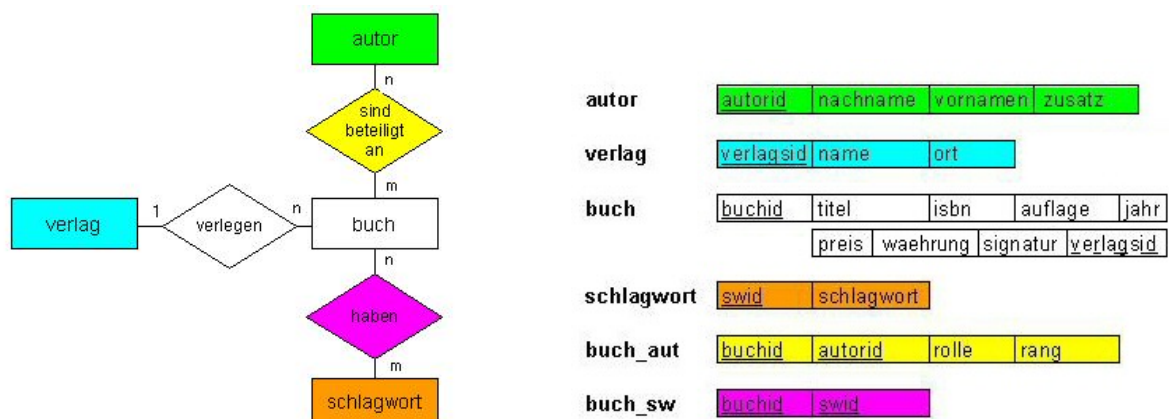 autor
n
sind
beteiligt
an
m
verlag
1
verlegen
n
buch
n
haben
m
schlagwort
autor autorid nachname vornamen zusatz
verlag verlagsid name ort
buch buchid titel isbn auflage jahr
preis waehrung signatur verlagsid
schlagwort swid schlagwort
buch_aut buchid autorid rolle rang
buch_sw buchid swid